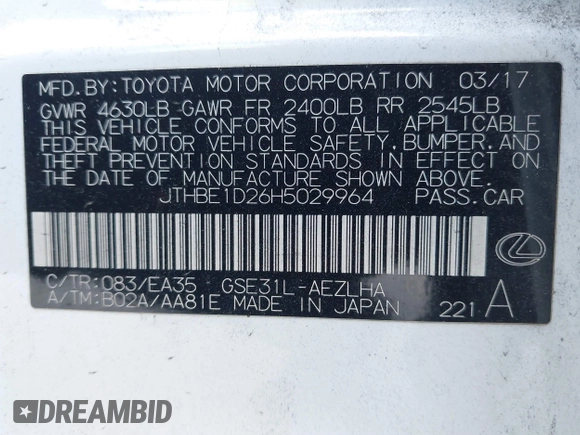 MFD.BY:TOYOTA MOTOR CORPORATION 03/17
GVWR 4630LB GAWR FR 2400LB RR 2545LB
THIS VEHICLE CONFORMS TO ALL APPLICABLE
FEDERAL MOTOR VEHICLE SAFETY,BUMPER,AND
THEFT PREVENTION STANDARDS IN EFFECT ON
THE DATE OF MANUFACTURE SHOWN ABOVE.
JTHBE1D26H5029964 PASS.CAR
C/TR:083/EA35 GSE31L-AEZLHA
A/TM:B02A/AA81E MADE IN JAPAN 221 A
DREAMBID